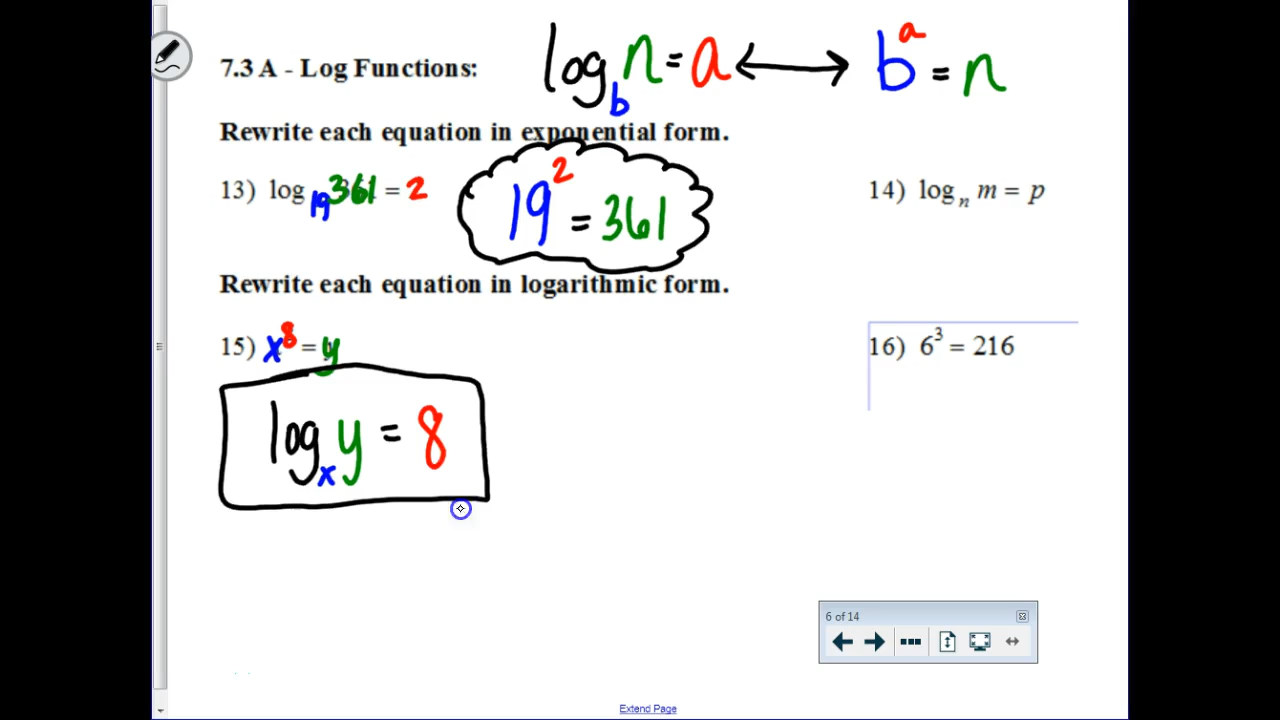 7.3 A - Log Functions: log_b n = a ⟷ b^a = n
Rewrite each equation in exponential form.
13) log_19 361 = 2 19^2 = 361 14) log_n m = p
Rewrite each equation in logarithmic form.
15) x^8 = y 16) 6^3 = 216
log_x y = 8
6 of 14
Extend Page